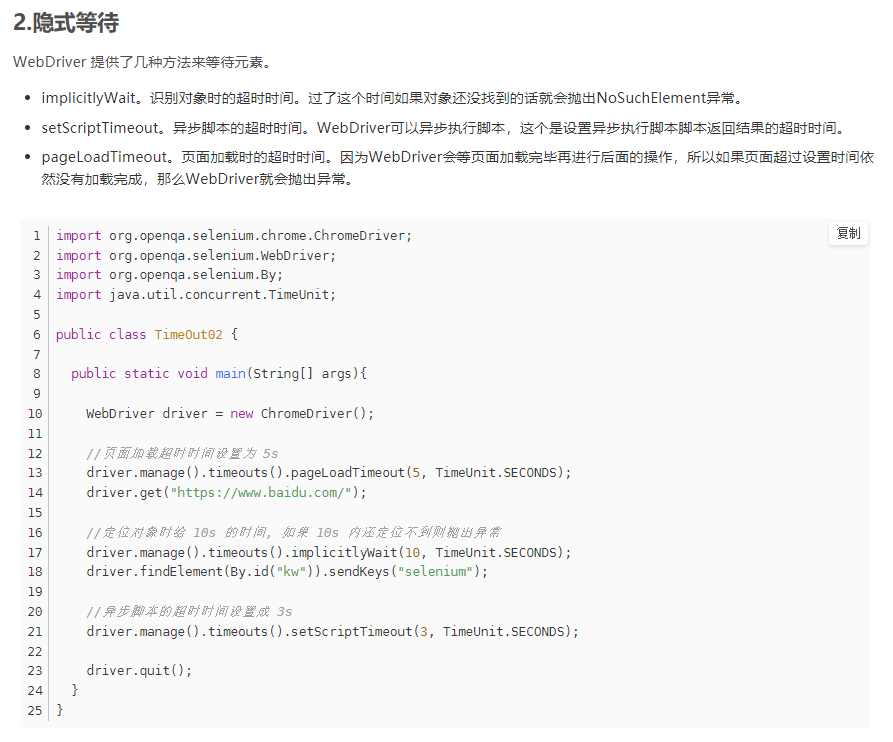 2.隐式等待
WebDriver 提供了几种方法来等待元素。
• implicitlyWait。识别对象时的超时时间。过了这个时间如果对象还没找到的话就会抛出NoSuchElement异常。
• setScriptTimeout。异步脚本的超时时间。WebDriver可以异步执行脚本，这个是设置异步执行脚本脚本返回结果的超时时间。
• pageLoadTimeout。页面加载时的超时时间。因为WebDriver会等页面加载完毕再进行后面的操作，所以如果页面超过设置时间依
然没有加载完成，那么WebDriver就会抛出异常。
复制
1 import org.openqa.selenium.chrome.ChromeDriver;
2 import org.openqa.selenium.WebDriver;
3 import org.openqa.selenium.By;
4 import java.util.concurrent.TimeUnit;
5
6 public class TimeOut02 {
7
8   public static void main(String[] args){
9
10     WebDriver driver = new ChromeDriver();
11
12     //页面加载超时时间设置为 5s
13     driver.manage().timeouts().pageLoadTimeout(5, TimeUnit.SECONDS);
14     driver.get("https://www.baidu.com/");
15
16     //定位对象时给 10s 的时间, 如果 10s 内还定位不到则抛出异常
17     driver.manage().timeouts().implicitlyWait(10, TimeUnit.SECONDS);
18     driver.findElement(By.id("kw")).sendKeys("selenium");
19
20     //异步脚本的超时时间设置成 3s
21     driver.manage().timeouts().setScriptTimeout(3, TimeUnit.SECONDS);
22
23     driver.quit();
24   }
25 }